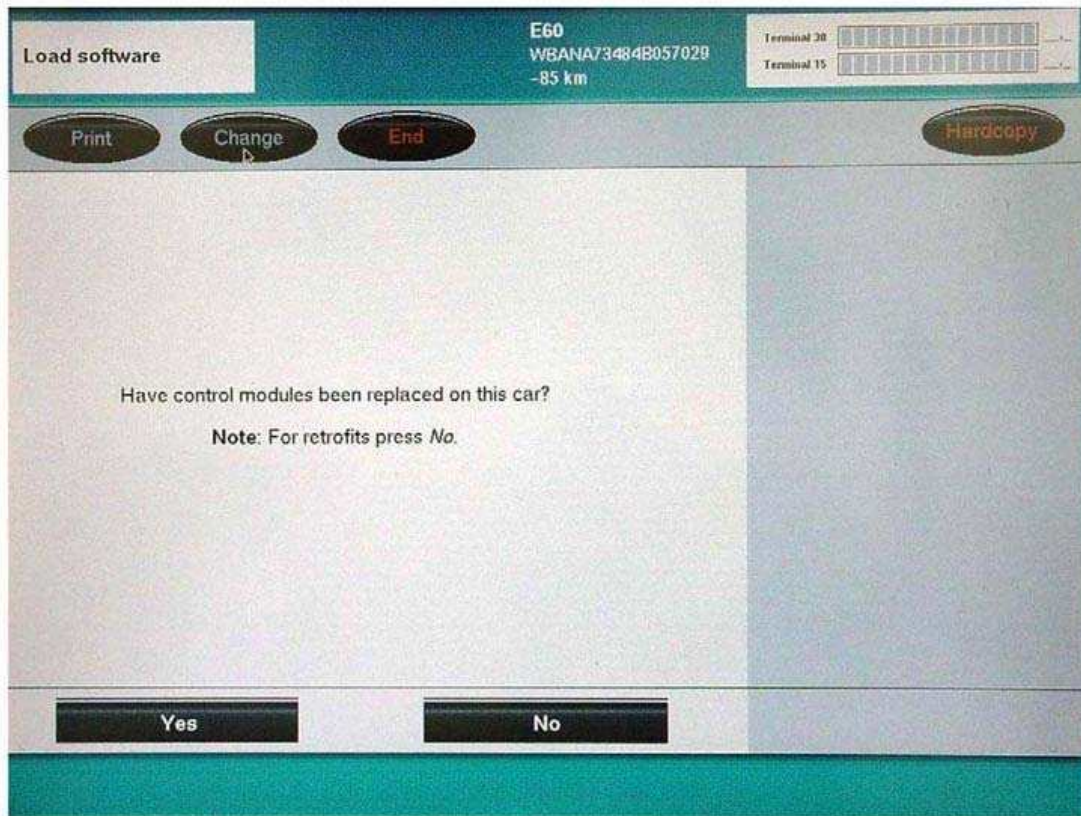 Load software
E60
WBANA73484B057029
-85 km
Terminal 30
Terminal 15
Print
Change
End
Hardcopy
Have control modules been replaced on this car?
Note: For retrofits press No.
Yes
No